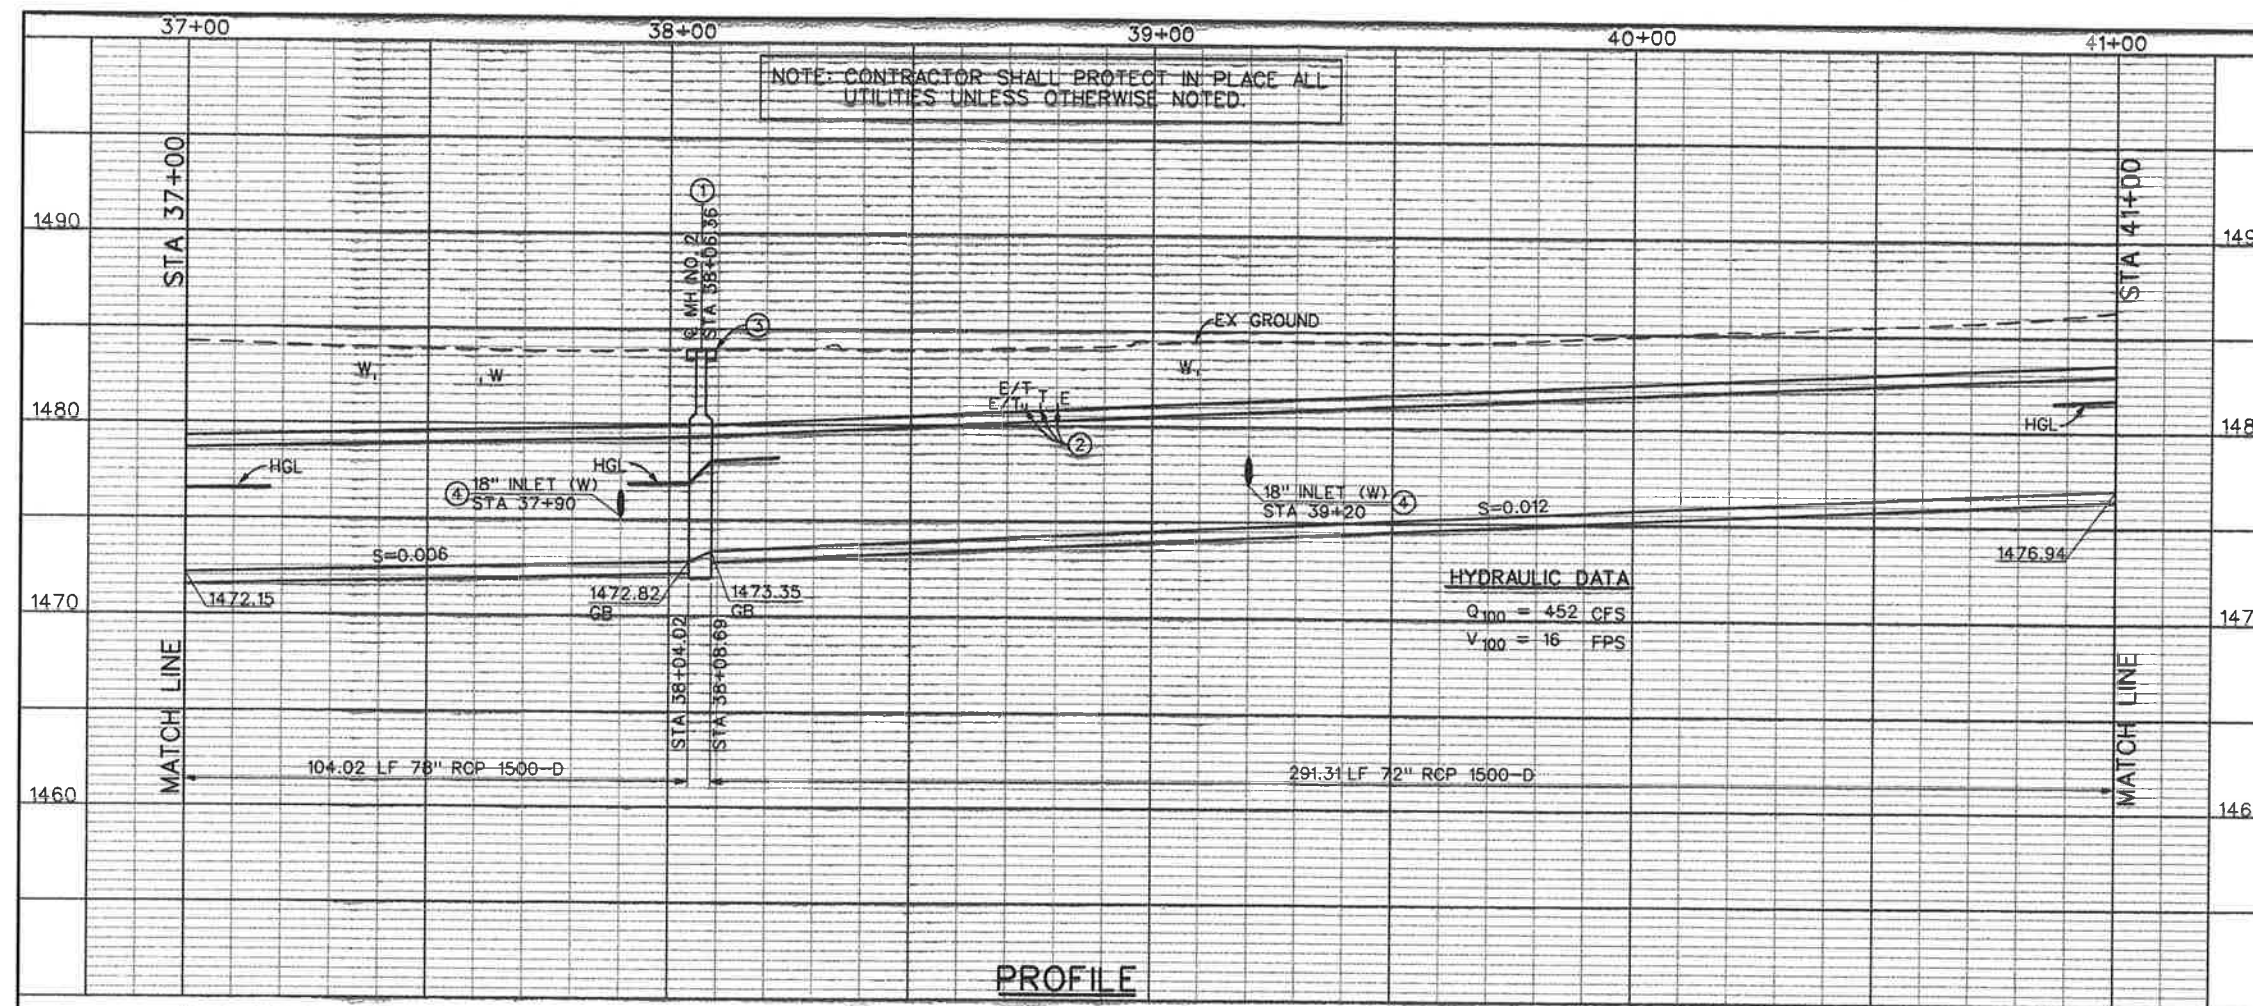 37+00 38+00 39+00 40+00 41+00
NOTE: CONTRACTOR SHALL PROTECT IN PLACE ALL
UTILITIES UNLESS OTHERWISE NOTED.
STA 37+00
STA 41+00
1
℄ MH NO. 2
STA 38+06.36
1490
149
3
EX GROUND
W W W
E/T T E
E/T
1480
148
2
HGL
HGL
HGL
4 18" INLET (W)
STA 37+90
18" INLET (W) 4
STA 39+20
S=0.012
S=0.006
1476.94
1472.15
1472.82
GB
1473.35
GB
HYDRAULIC DATA
Q100 = 452 CFS
V100 = 16 FPS
1470
147
STA 38+04.02
STA 38+08.69
MATCH LINE
MATCH LINE
104.02 LF 78" RCP 1500-D
291.31 LF 72" RCP 1500-D
1460
146
PROFILE